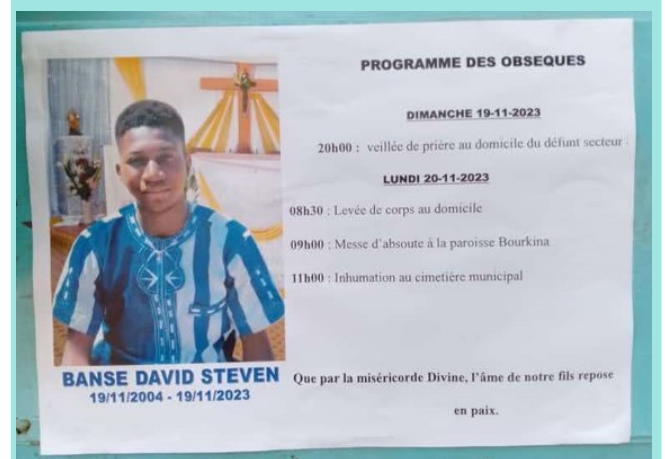 PROGRAMME DES OBSEQUES
DIMANCHE 19-11-2023
20h00 : veillée de prière au domicile du défunt secteur
LUNDI 20-11-2023
08h30 : Levée de corps au domicile
09h00 : Messe d'absoute à la paroisse Bourkina
11h00 : Inhumation au cimetière municipal
BANSE DAVID STEVEN
19/11/2004 - 19/11/2023
Que par la miséricorde Divine, l'âme de notre fils repose
en paix.